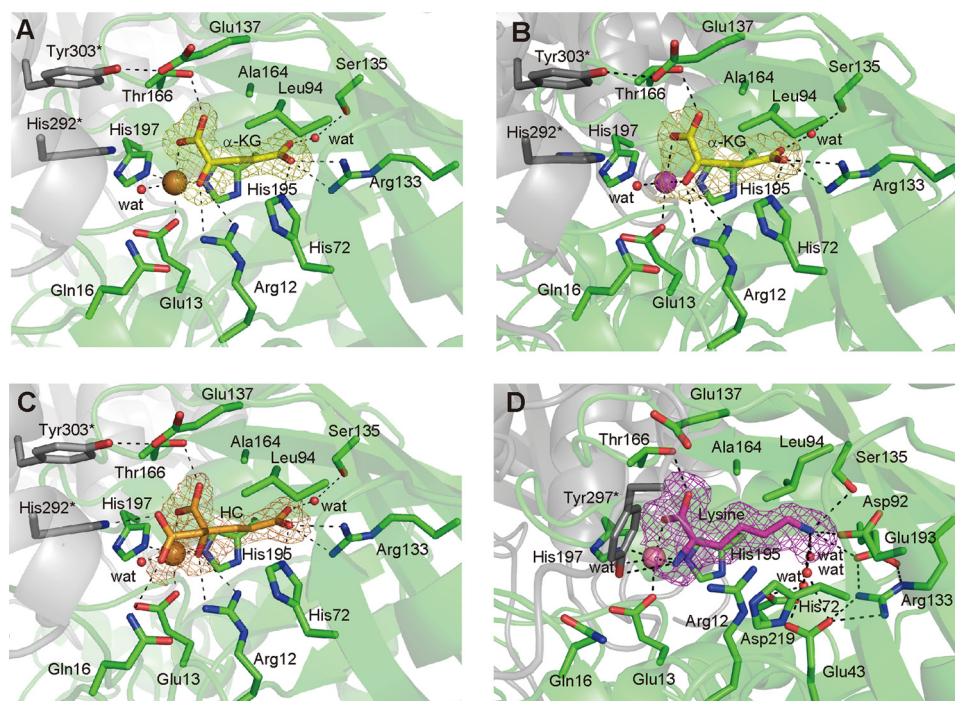 A
Glu137
Tyr303*
Thr166
Ala164
Ser135
Leu94
His292*
His197
α-KG
wat
wat
His195
Arg133
His72
Gln16
Glu13
Arg12
B
Glu137
Tyr303*
Thr166
Ala164
Ser135
Leu94
His292*
His197
α-KG
wat
wat
His195
Arg133
His72
Gln16
Glu13
Arg12
C
Glu137
Tyr303*
Thr166
Ala164
Ser135
Leu94
His292*
His197
HC
wat
wat
His195
Arg133
His72
Gln16
Glu13
Arg12
D
Glu137
Thr166
Ala164
Leu94
Ser135
Tyr297*
Lysine
Asp92
Glu193
His197
wat
His195
wat
wat
wat
His72
Arg133
Arg12
Asp219
Gln16
Glu13
Glu43